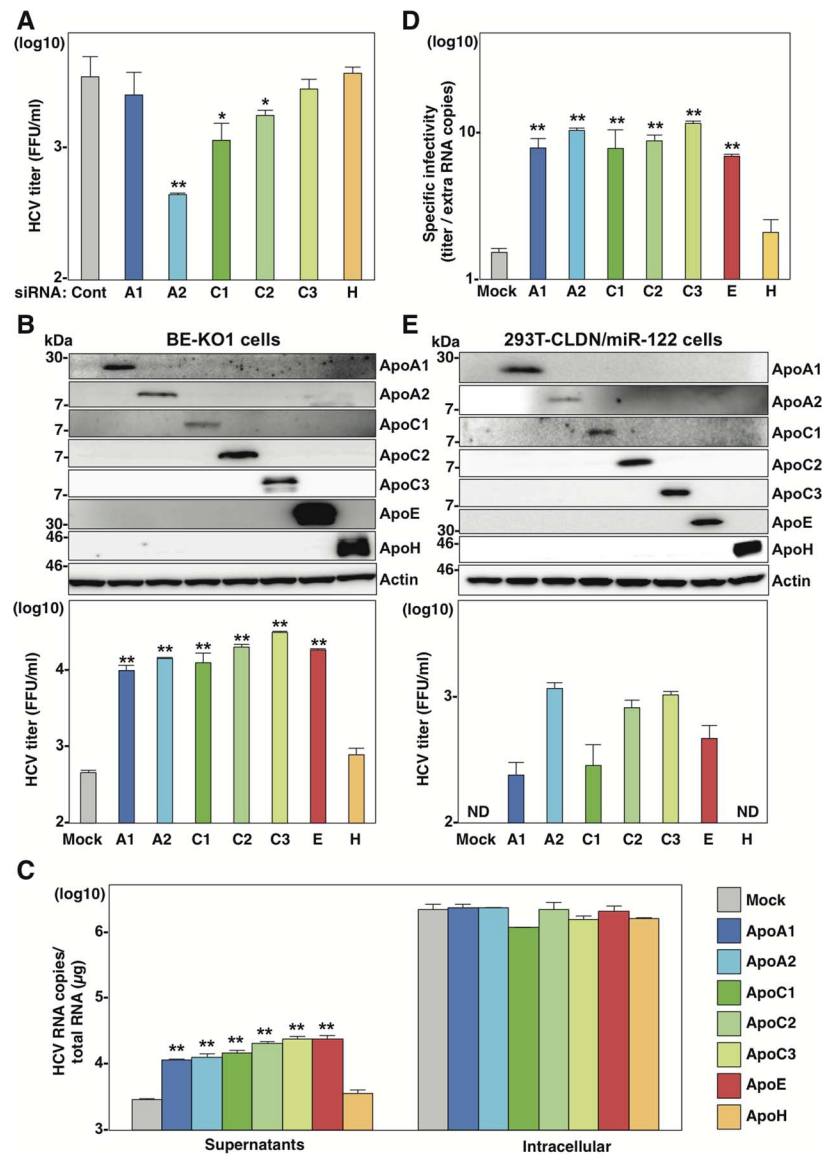 A
(log10)
HCV titer (FFU/ml)
3
2
**
*
*
siRNA: Cont A1 A2 C1 C2 C3 H
D
(log10)
Specific infectivity
(titer / extra RNA copies)
10
1
** ** ** ** ** **
Mock A1 A2 C1 C2 C3 E H
B
BE-KO1 cells
kDa
30
ApoA1
7
ApoA2
7
ApoC1
7
ApoC2
7
ApoC3
30
ApoE
46
ApoH
46
Actin
(log10)
HCV titer (FFU/ml)
4
3
2
** ** ** ** ** **
Mock A1 A2 C1 C2 C3 E H
E
293T-CLDN/miR-122 cells
kDa
30
ApoA1
7
ApoA2
7
ApoC1
7
ApoC2
7
ApoC3
30
ApoE
46
ApoH
46
Actin
(log10)
HCV titer (FFU/ml)
3
2
ND
ND
Mock A1 A2 C1 C2 C3 E H
C
(log10)
HCV RNA copies/
total RNA (µg)
6
5
4
3
** ** ** ** ** **
Supernatants
Intracellular
Mock
ApoA1
ApoA2
ApoC1
ApoC2
ApoC3
ApoE
ApoH